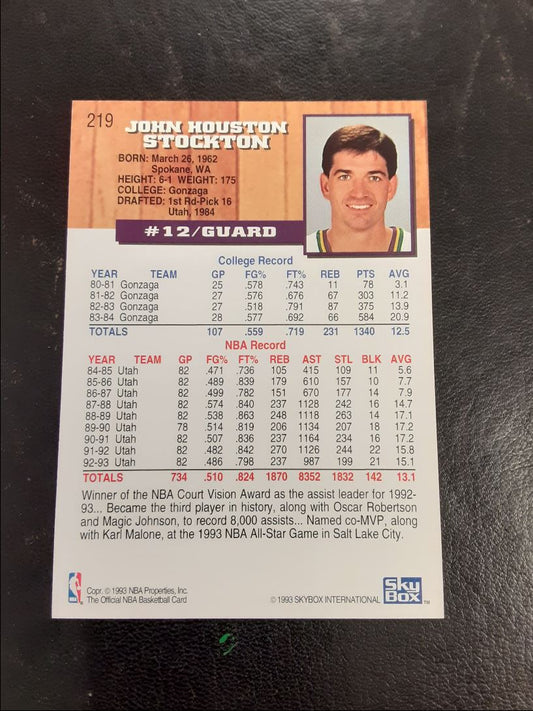 219
JOHN HOUSTON
STOCKTON
BORN: March 26, 1962
Spokane, WA
HEIGHT: 6-1 WEIGHT: 175
COLLEGE: Gonzaga
DRAFTED: 1st Rd-Pick 16
Utah, 1984
#12/GUARD
College Record
YEAR TEAM GP FG% FT% REB PTS AVG
80-81 Gonzaga 25 .578 .743 11 78 3.1
81-82 Gonzaga 27 .576 .676 67 303 11.2
82-83 Gonzaga 27 .518 .791 87 375 13.9
83-84 Gonzaga 28 .577 .692 66 584 20.9
TOTALS 107 .559 .719 231 1340 12.5
NBA Record
YEAR TEAM GP FG% FT% REB AST STL BLK AVG
84-85 Utah 82 .471 .736 105 415 109 11 5.6
85-86 Utah 82 .489 .839 179 610 157 10 7.7
86-87 Utah 82 .499 .782 151 670 177 14 7.9
87-88 Utah 82 .574 .840 237 1128 242 16 14.7
88-89 Utah 82 .538 .863 248 1118 263 14 17.1
89-90 Utah 78 .514 .819 206 1134 207 18 17.2
90-91 Utah 82 .507 .836 237 1164 234 16 17.2
91-92 Utah 82 .482 .842 270 1126 244 22 15.8
92-93 Utah 82 .486 .798 237 987 199 21 15.1
TOTALS 734 .510 .824 1870 8352 1832 142 13.1
Winner of the NBA Court Vision Award as the assist leader for 1992-
93... Became the third player in history, along with Oscar Robertson
and Magic Johnson, to record 8,000 assists... Named co-MVP, along
with Karl Malone, at the 1993 NBA All-Star Game in Salt Lake City.
NBA
Copr. © 1993 NBA Properties, Inc.
The Official NBA Basketball Card
© 1993 SKYBOX INTERNATIONAL
SkyBox™